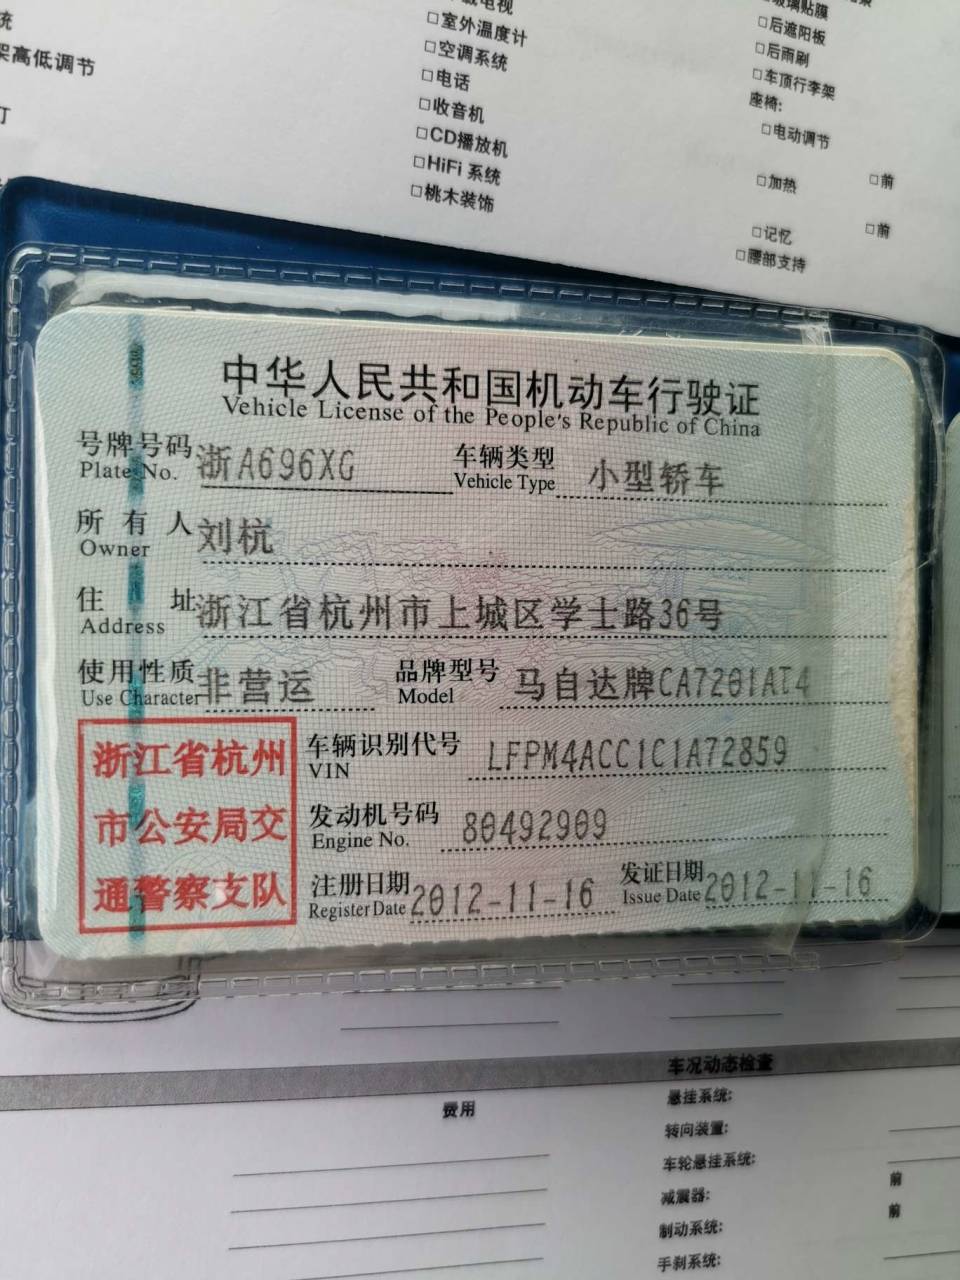 统
架高低调节
灯
□室外温度计
□空调系统
□电话
□收音机
□CD播放机
□HiFi 系统
□桃木装饰
□后遮阳板
□后雨刷
□车顶行李架
座椅:
□电动调节
□加热 □前
□记忆 □前
□腰部支持
中华人民共和国机动车行驶证
Vehicle License of the People's Republic of China
号牌号码 浙A696XG 车辆类型 小型轿车
Plate No. Vehicle Type
所有人 刘杭
Owner
住址 浙江省杭州市上城区学士路36号
Address
使用性质 非营运 品牌型号 马自达牌CA7201AT4
Use Character Model
浙江省杭州
市公安局交
通警察支队
车辆识别代号 LFPM4ACC1C1A72859
VIN
发动机号码 80492909
Engine No.
注册日期 2012-11-16 发证日期 2012-11-16
Register Date Issue Date
车况动态检查
费用
悬挂系统:
转向装置:
车轮悬挂系统:
前
减震器:
前
制动系统:
手刹系统: